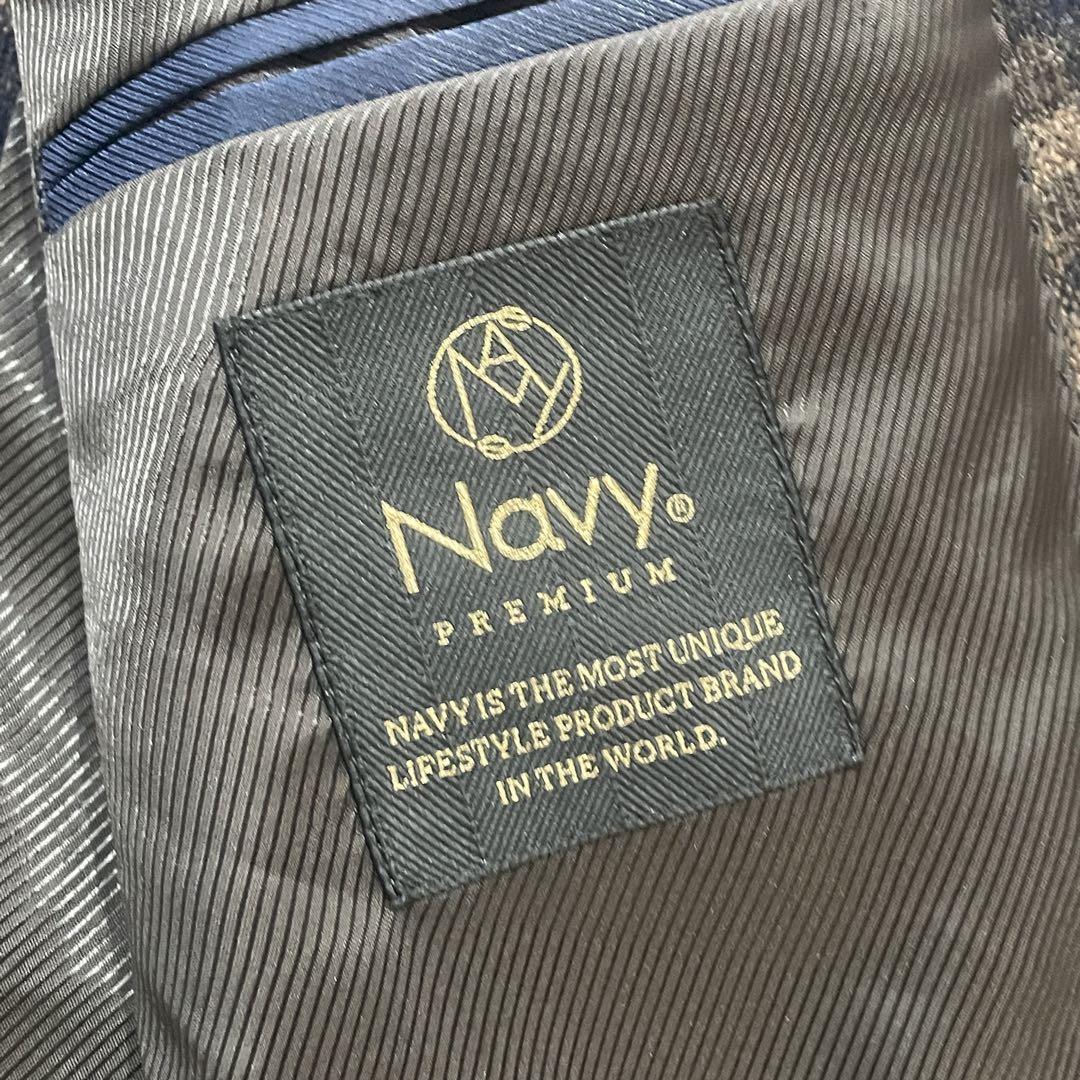 Navy®
PREMIUM
NAVY IS THE MOST UNIQUE
LIFESTYLE PRODUCT BRAND
IN THE WORLD.